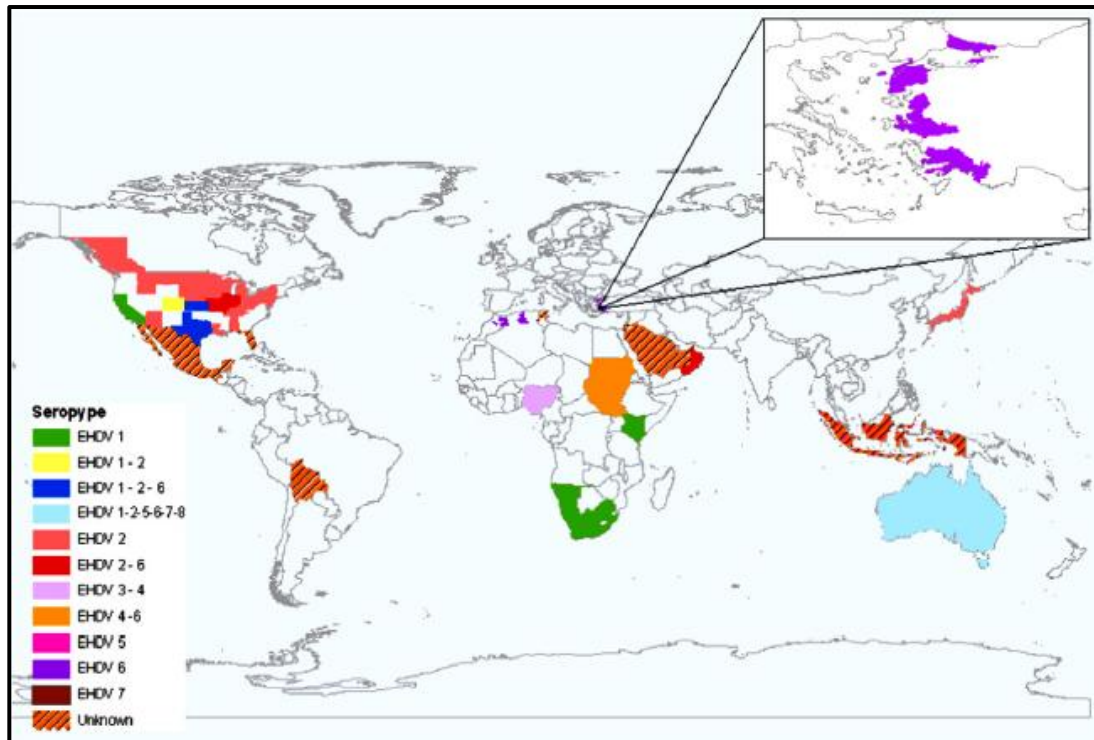 Seropype
EHDV 1
EHDV 1 - 2
EHDV 1 - 2 - 6
EHDV 1-2-5-6-7-8
EHDV 2
EHDV 2 - 6
EHDV 3 - 4
EHDV 4 -6
EHDV 5
EHDV 6
EHDV 7
Unknown